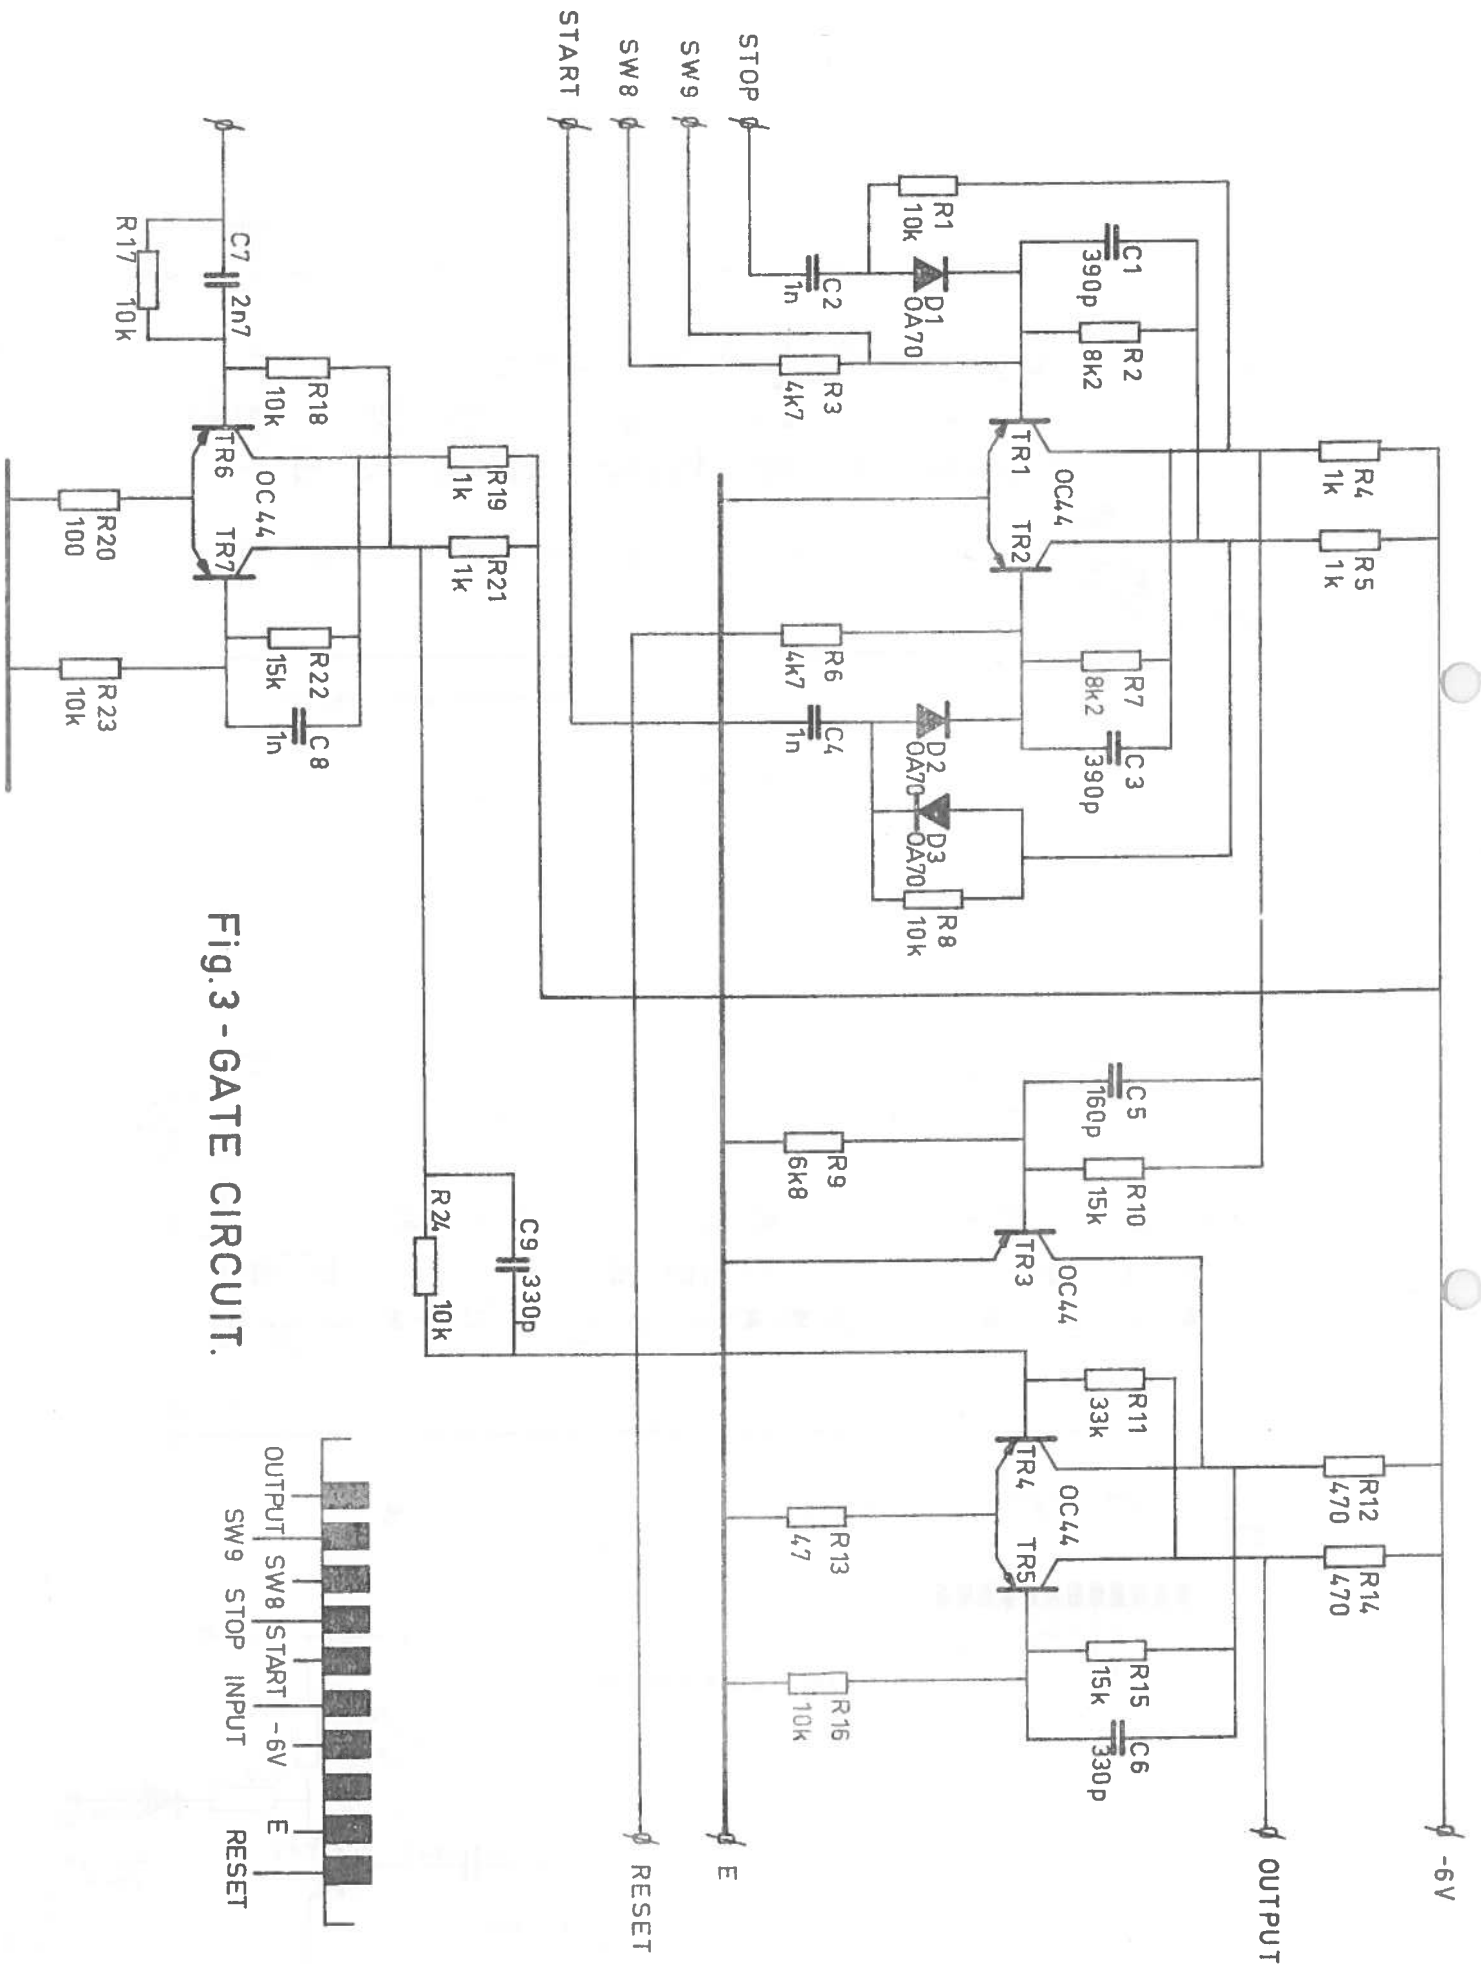 -6V
OUTPUT
E
RESET
STOP
SW9
SW8
START
R4
1k
R5
1k
R1
10k
C1
390p
R2
8k2
C2
1n
D1
OA70
R3
4k7
TR1
OC44
TR2
R6
4k7
R7
8k2
C3
390p
C4
1n
D2
OA70
D3
OA70
R8
10k
C5
160p
R9
6k8
R10
15k
TR3
OC44
R11
33k
TR4
OC44
TR5
R12
470
R14
470
R13
47
R15
15k
R16
10k
C6
330p
C7
2n7
R17
10k
R18
10k
R19
1k
R21
1k
TR6
OC44
TR7
R20
100
R22
15k
R23
10k
C8
1n
R24
10k
C9
330p
Fig.3 - GATE CIRCUIT.
OUTPUT
SW9
SW8
STOP
START
INPUT
-6V
E
RESET